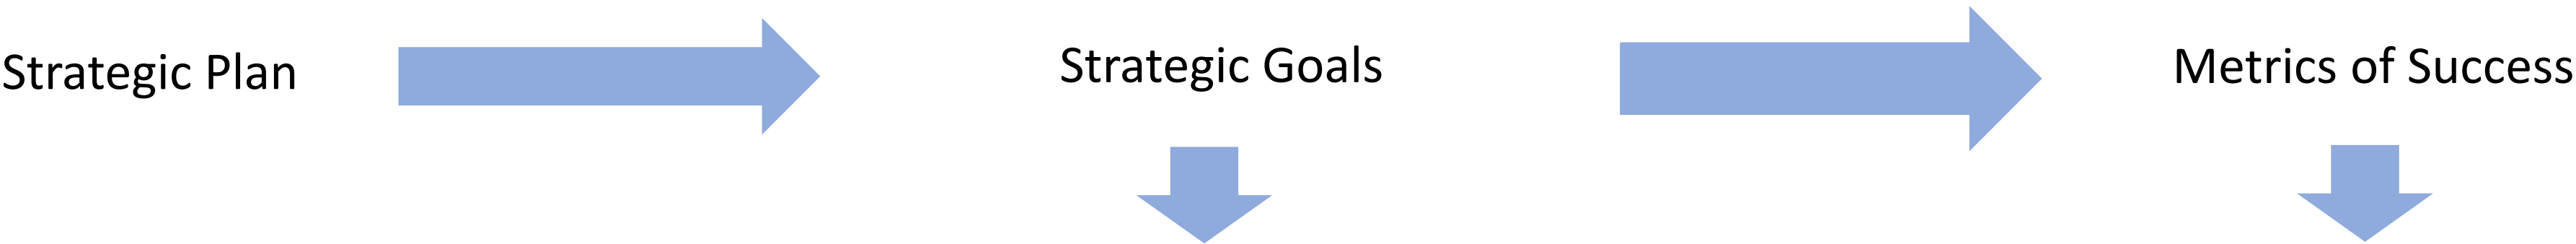 Strategic Plan
Strategic Goals
Metrics of Success